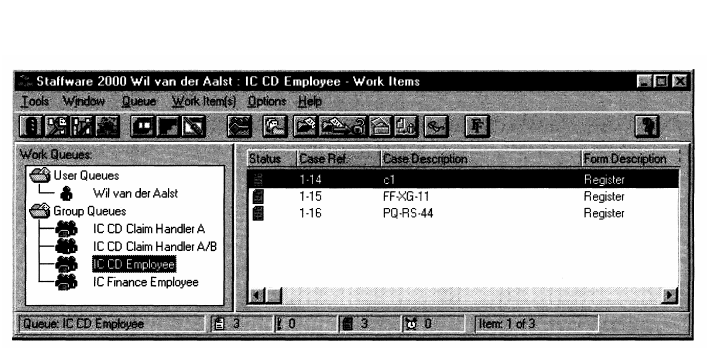 Staffware 2000 Wil van der Aalst : IC CD Employee - Work Items
Tools Window Queue Work Item(s) Options Help
Work Queues:
User Queues
Wil van der Aalst
Group Queues
IC CD Claim Handler A
IC CD Claim Handler A/B
IC CD Employee
IC Finance Employee
Status Case Ref. Case Description Form Description
1-14 c1 Register
1-15 FF-XG-11 Register
1-16 PQ-RS-44 Register
Queue: IC CD Employee 3 0 3 0 Item: 1 of 3